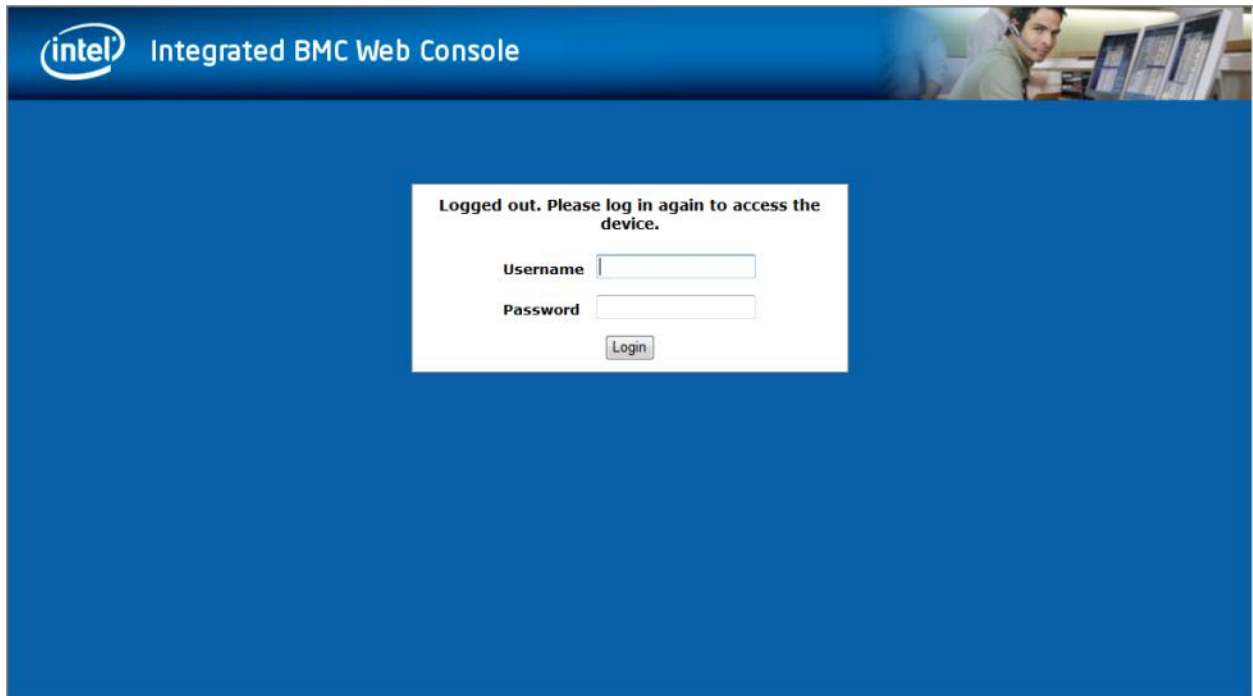 intel® Integrated BMC Web Console
Logged out. Please log in again to access the
device.
Username
Password
Login